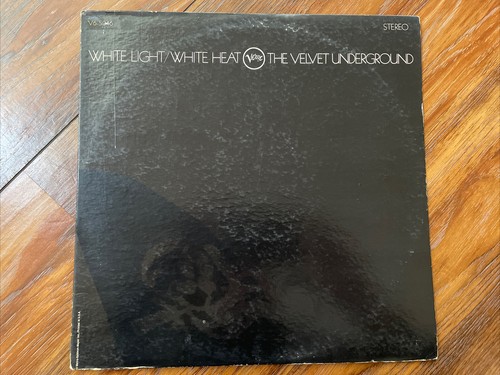 STEREO
WHITE LIGHT/WHITE HEAT Verve THE VELVET UNDERGROUND